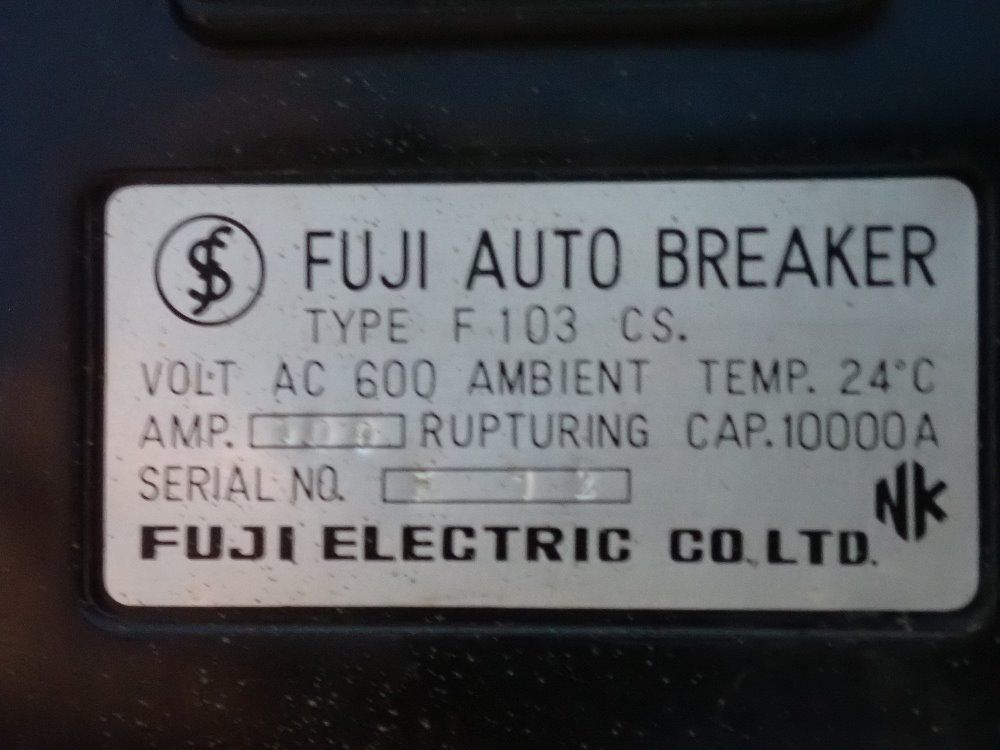 FUJI AUTO BREAKER
TYPE F 103 CS.
VOLT AC 600 AMBIENT TEMP. 24°C
AMP. RUPTURING CAP. 10000A
SERIAL NO.
NK
FUJI ELECTRIC CO.,LTD.